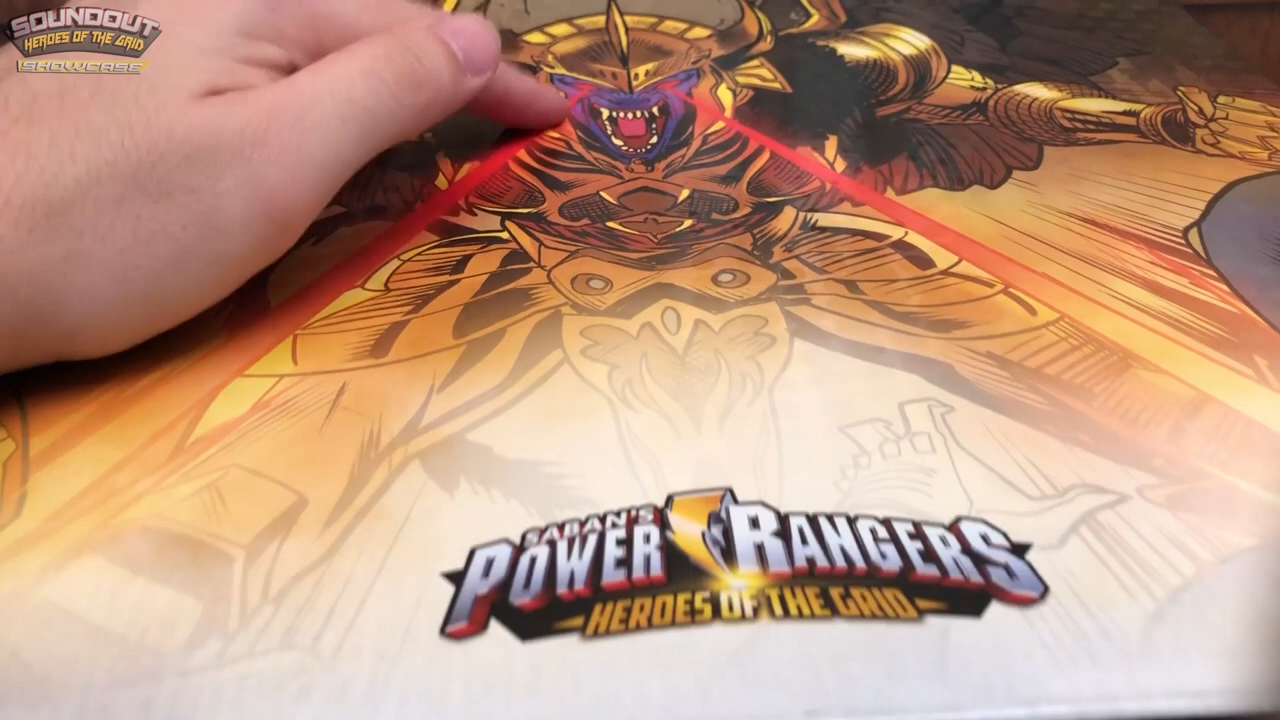 SOUNDOUT
HEROES OF THE GRID
SHOWCASE
SABAN'S
POWER RANGERS
HEROES OF THE GRID